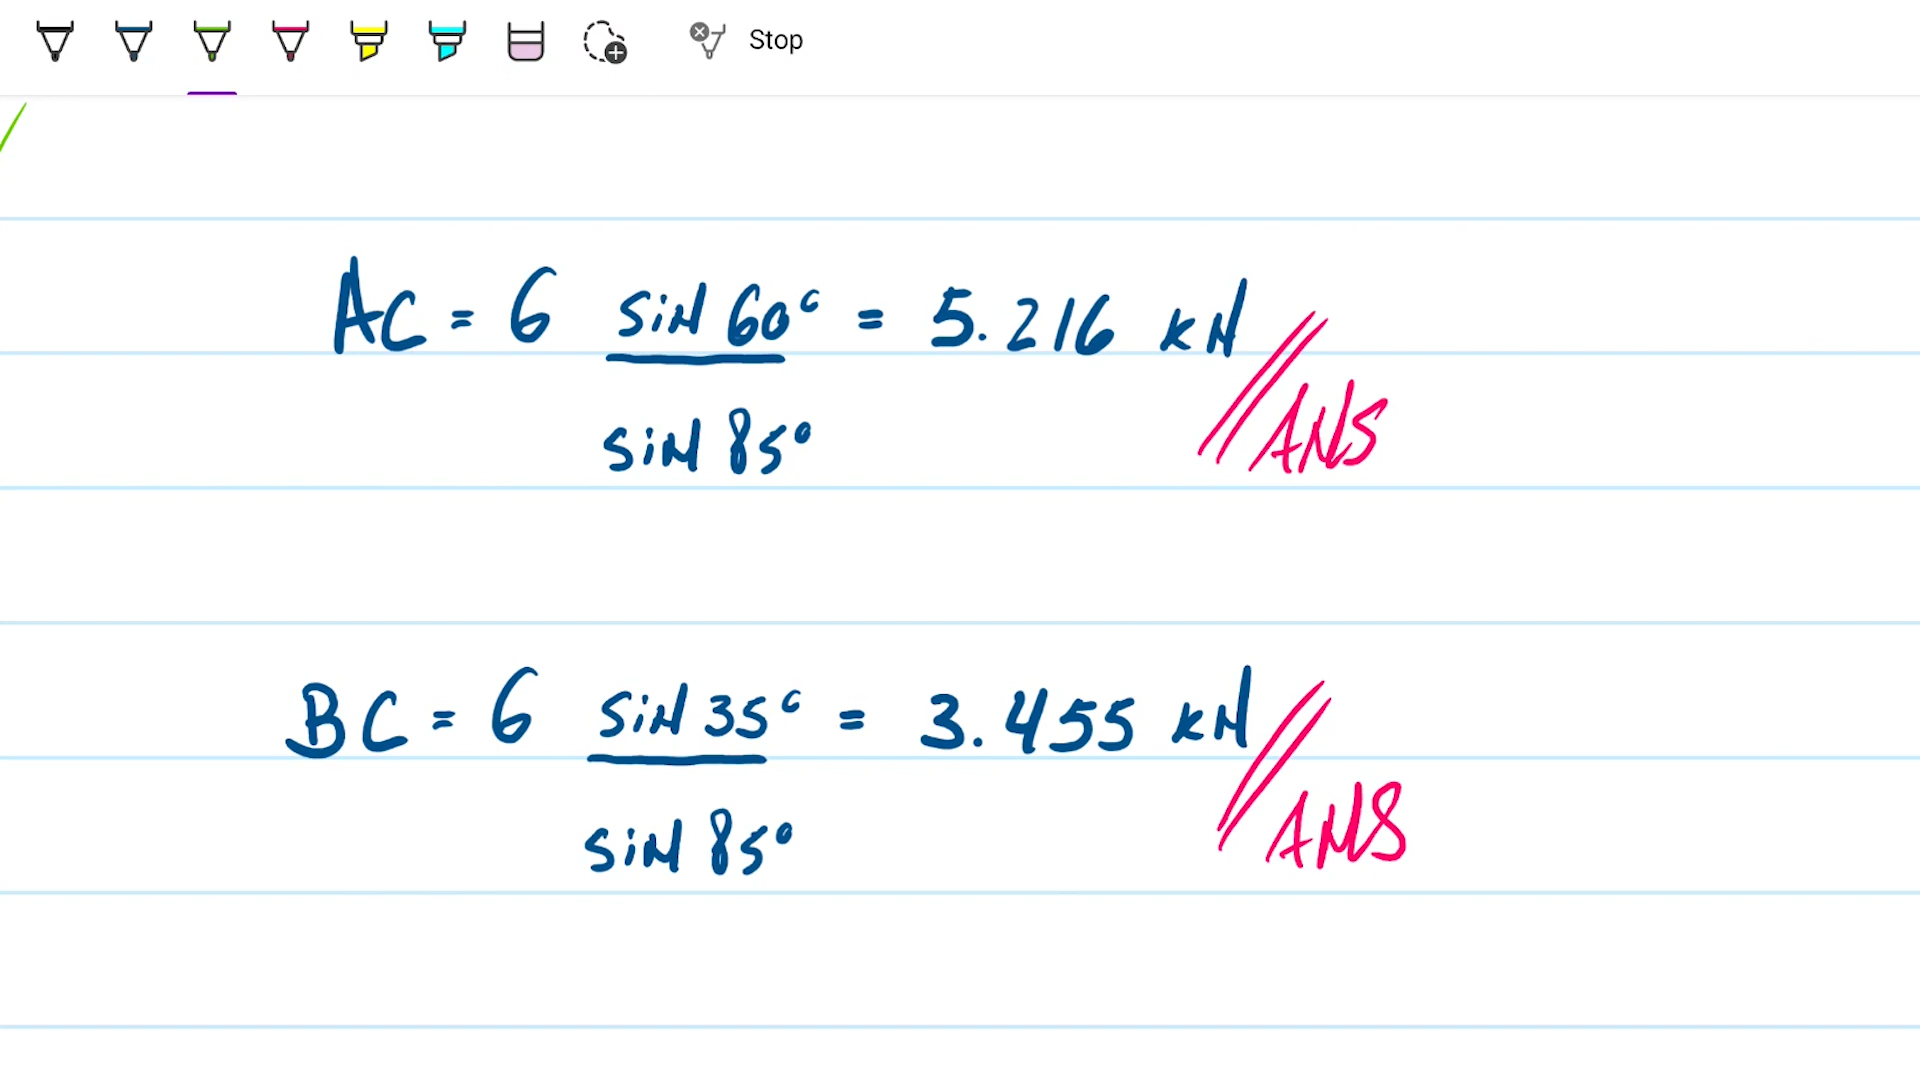 Stop
AC = 6 sin 60° = 5.216 kN
sin 85°
ANS
BC = 6 sin 35° = 3.455 kN
sin 85°
ANS